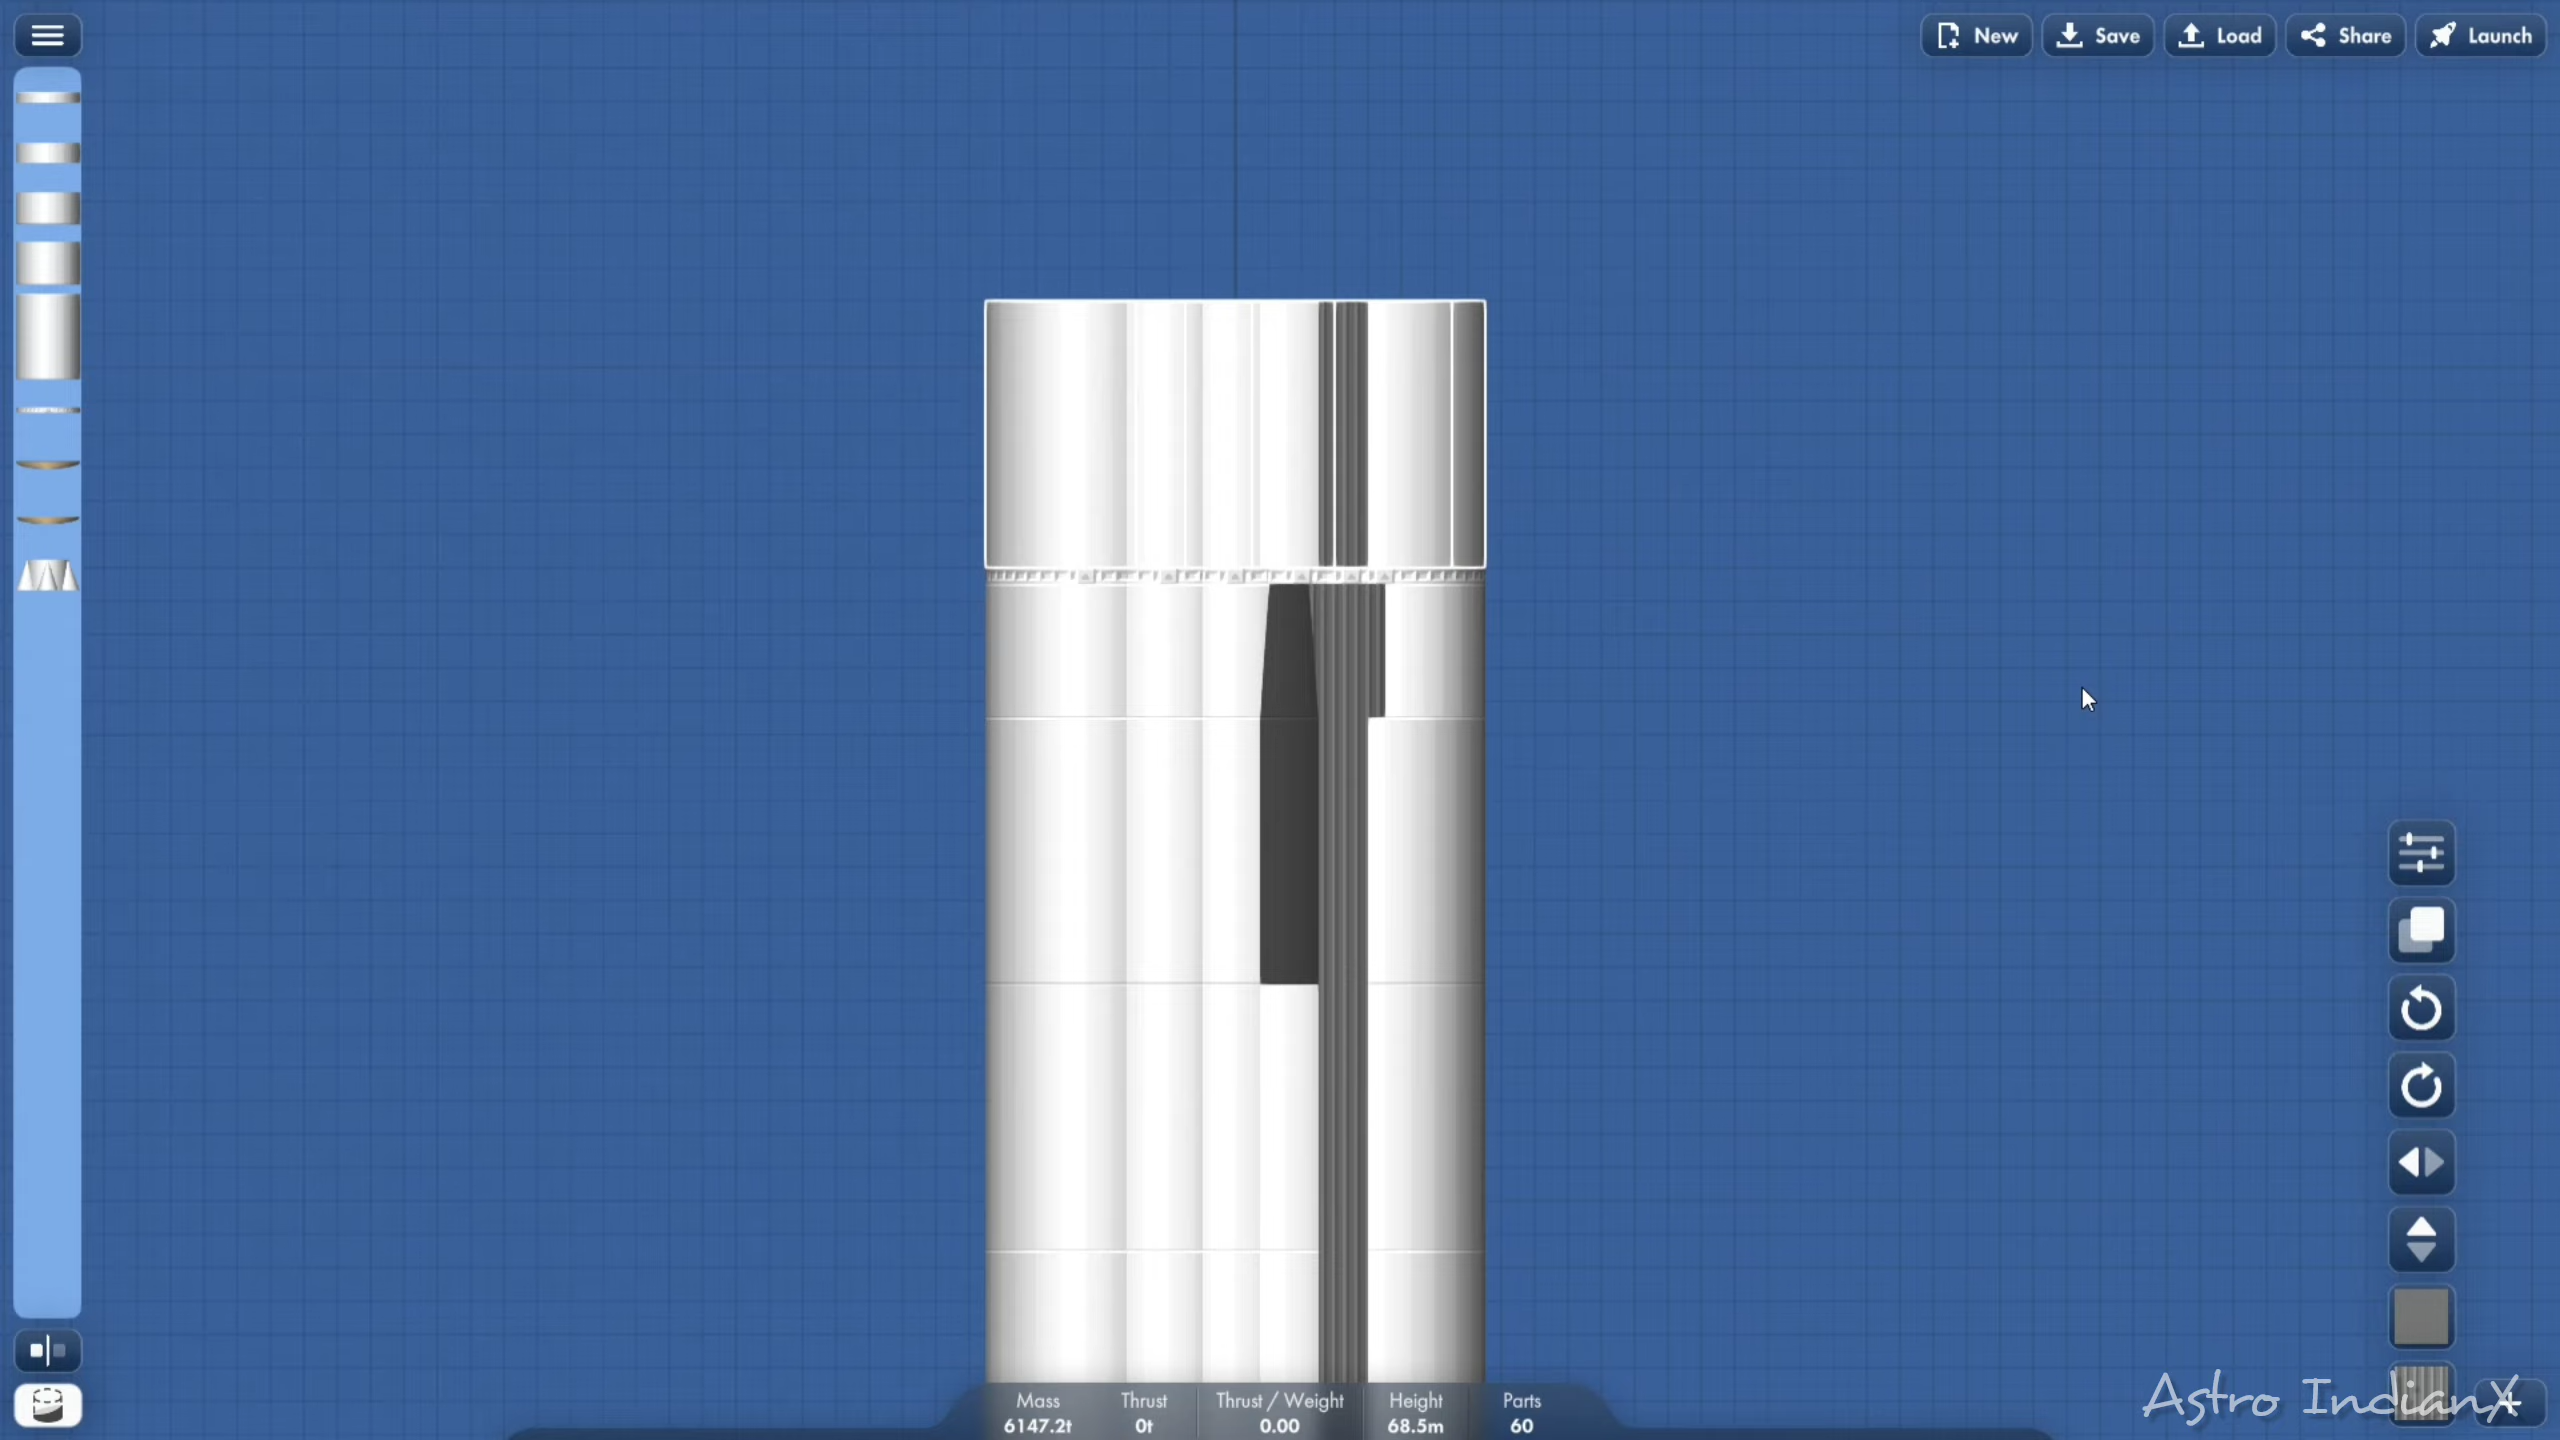 New Save Load Share Launch
Mass Thrust Thrust / Weight Height Parts
6147.2t 0t 0.00 68.5m 60
Astro IndianX